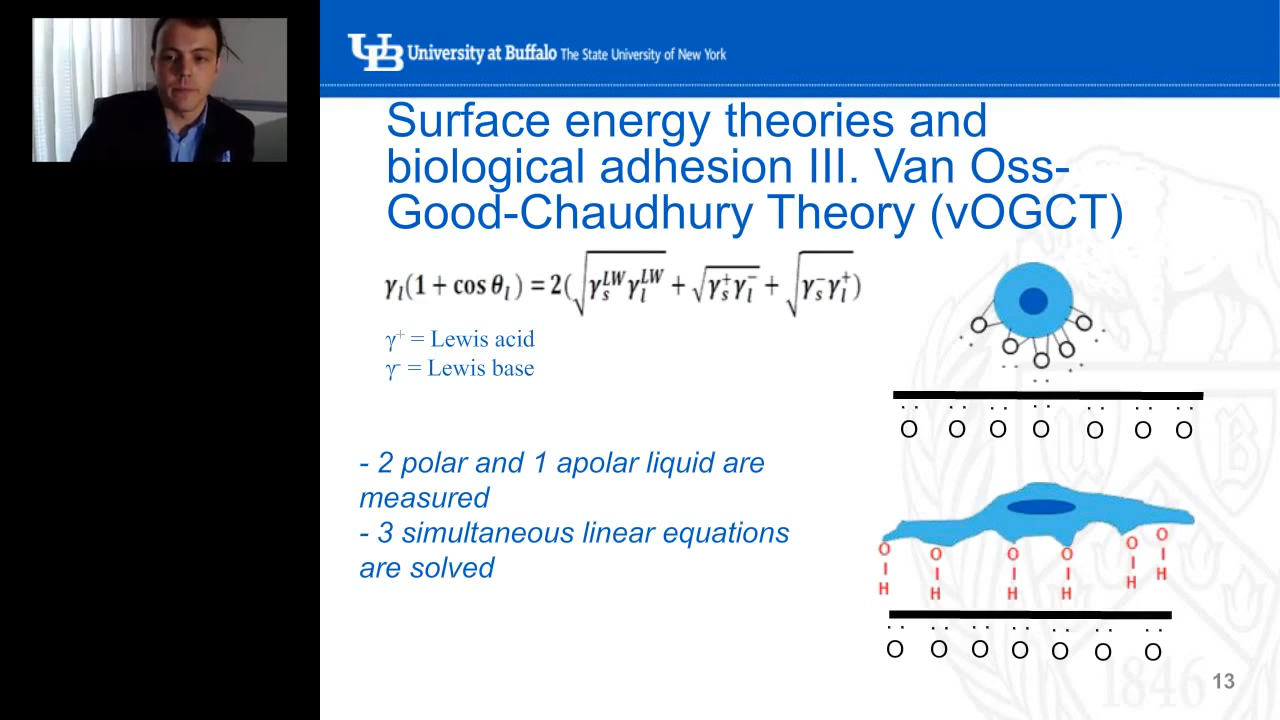 UB University at Buffalo The State University of New York
Surface energy theories and
biological adhesion III. Van Oss-
Good-Chaudhury Theory (vOGCT)
γₗ(1 + cos θₗ) = 2(√(γₛᴸᵂ γₗᴸᵂ) + √(γₛ⁺γₗ⁻) + √(γₛ⁻γₗ⁺))
γ⁺ = Lewis acid
γ⁻ = Lewis base
- 2 polar and 1 apolar liquid are
measured
- 3 simultaneous linear equations
are solved
O O O O O
O O O O O O O
O O O O O O
H H H H H H
O O O O O O O
1846
13